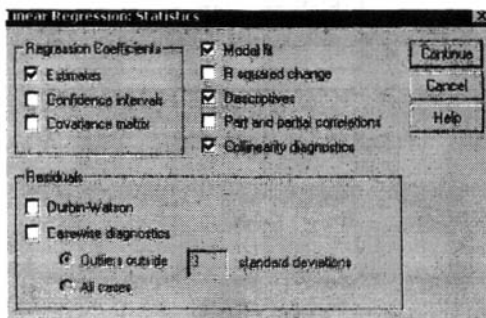 Linear Regression: Statistics
Regression Coefficients
Estimates
Confidence intervals
Covariance matrix
Model fit
R squared change
Descriptives
Part and partial correlations
Collinearity diagnostics
Continue
Cancel
Help
Residuals
Durbin-Watson
Casewise diagnostics
Outliers outside 3 standard deviations
All cases